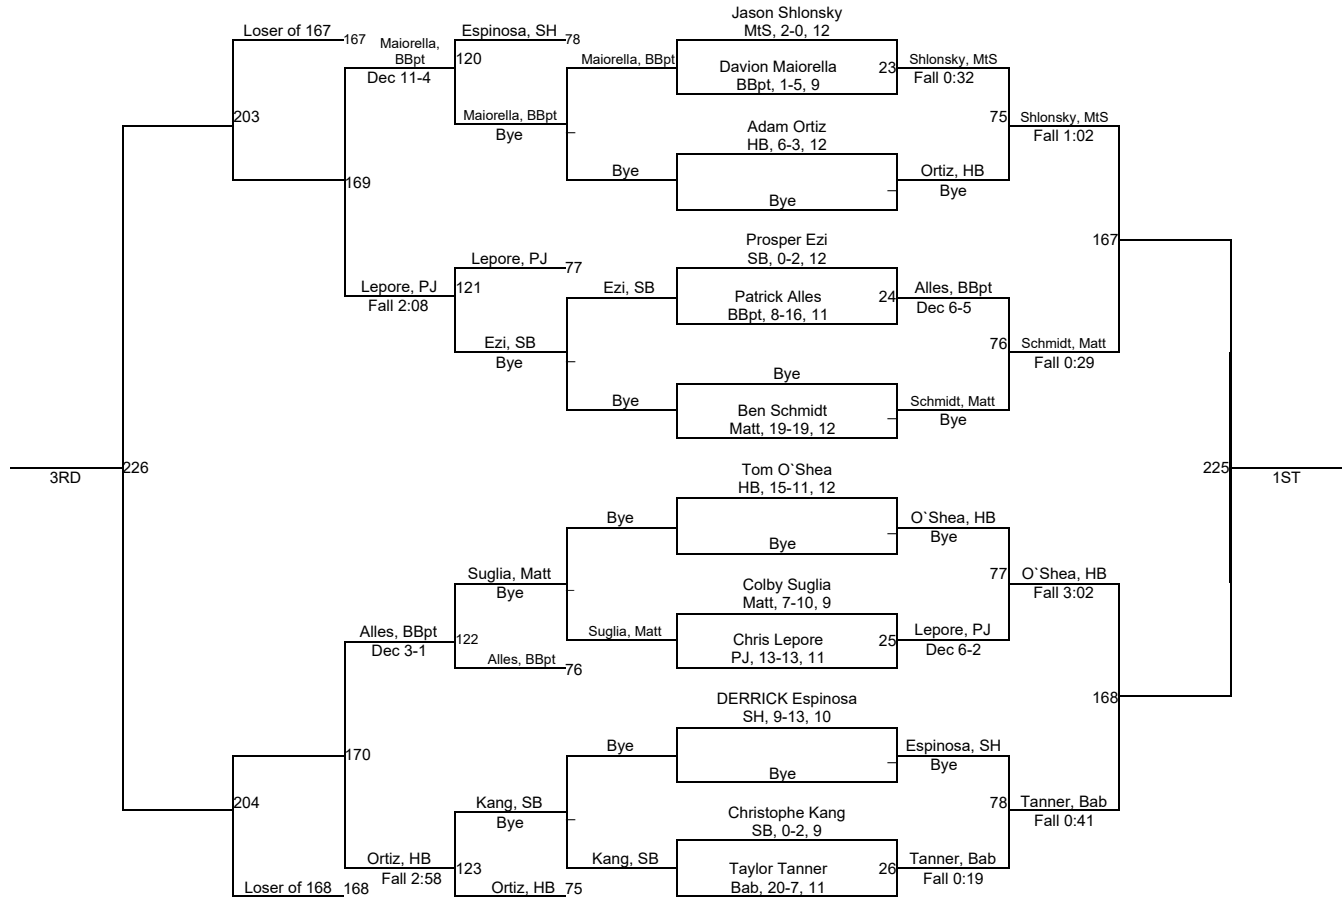 Jason Shlonsky
MtS, 2-0, 12
Loser of 167
167
Maiorella,
BBpt
Dec 11-4
Espinosa, SH
78
120
Maiorella, BBpt
Davion Maiorella
BBpt, 1-5, 9
23
Shlonsky, MtS
Fall 0:32
203
Maiorella, BBpt
Bye
Adam Ortiz
HB, 6-3, 12
75
Shlonsky, MtS
Fall 1:02
169
Bye
Bye
Ortiz, HB
Bye
Prosper Ezi
SB, 0-2, 12
167
Lepore, PJ
77
Lepore, PJ
Fall 2:08
121
Ezi, SB
Patrick Alles
BBpt, 8-16, 11
24
Alles, BBpt
Dec 6-5
Ezi, SB
Bye
76
Schmidt, Matt
Fall 0:29
Bye
Bye
Ben Schmidt
Matt, 19-19, 12
Schmidt, Matt
Bye
3RD
226
Tom O`Shea
HB, 15-11, 12
225
1ST
Bye
Bye
O`Shea, HB
Bye
Suglia, Matt
Bye
Colby Suglia
Matt, 7-10, 9
77
O`Shea, HB
Fall 3:02
Alles, BBpt
Dec 3-1
122
Suglia, Matt
Chris Lepore
PJ, 13-13, 11
25
Lepore, PJ
Dec 6-2
Alles, BBpt
76
DERRICK Espinosa
SH, 9-13, 10
168
170
Bye
Bye
Espinosa, SH
Bye
204
Kang, SB
Bye
Christophe Kang
SB, 0-2, 9
78
Tanner, Bab
Fall 0:41
Ortiz, HB
Fall 2:58
123
Kang, SB
Taylor Tanner
Bab, 20-7, 11
26
Tanner, Bab
Fall 0:19
Loser of 168
168
Ortiz, HB
75